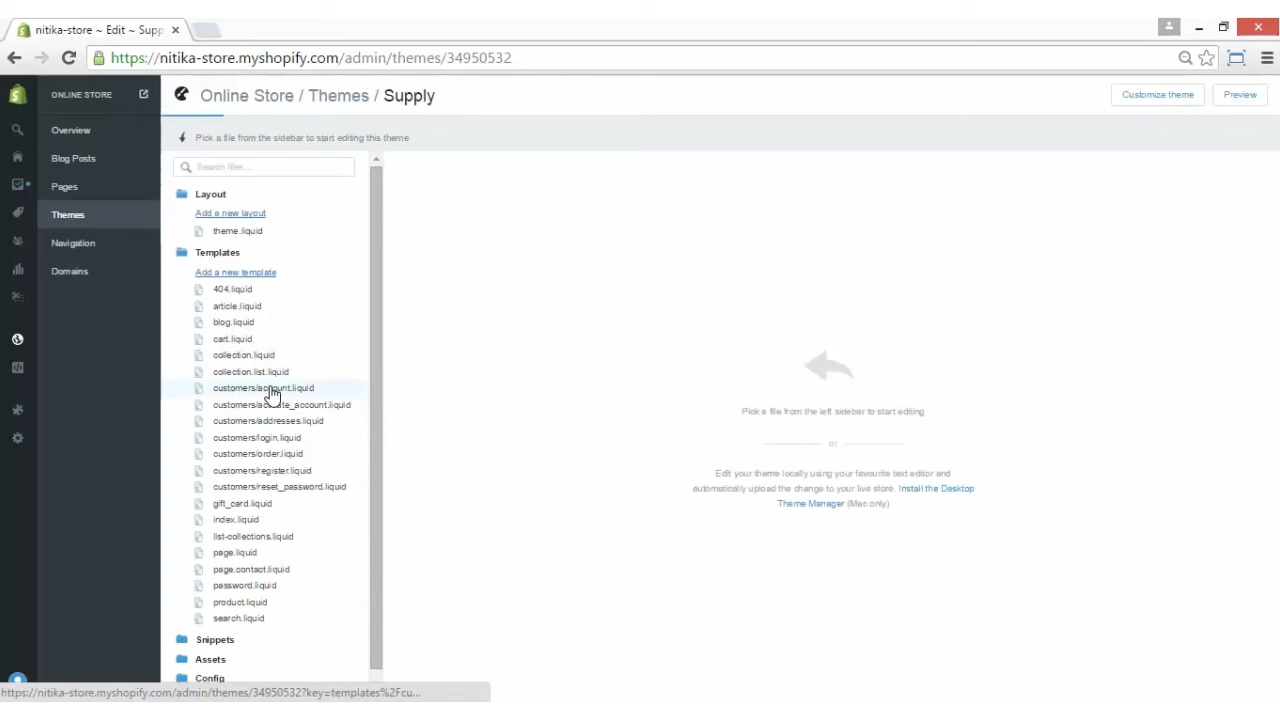 nitika-store ~ Edit ~ Supp
https://nitika-store.myshopify.com/admin/themes/34950532
ONLINE STORE
Online Store / Themes / Supply
Customize theme
Preview
Overview
Blog Posts
Pages
Themes
Navigation
Domains
Pick a file from the sidebar to start editing this theme
Search files...
Layout
Add a new layout
theme.liquid
Templates
Add a new template
404.liquid
article.liquid
blog.liquid
cart.liquid
collection.liquid
collection.list.liquid
customers/account.liquid
customers/activate_account.liquid
customers/addresses.liquid
customers/login.liquid
customers/order.liquid
customers/register.liquid
customers/reset_password.liquid
gift_card.liquid
index.liquid
list-collections.liquid
page.liquid
page.contact.liquid
password.liquid
product.liquid
search.liquid
Snippets
Assets
Config
Pick a file from the left sidebar to start editing
or
Edit your theme locally using your favourite text editor and
automatically upload the change to your live store. Install the Desktop
Theme Manager (Mac only)
https://nitika-store.myshopify.com/admin/themes/34950532?key=templates%2Fcu...